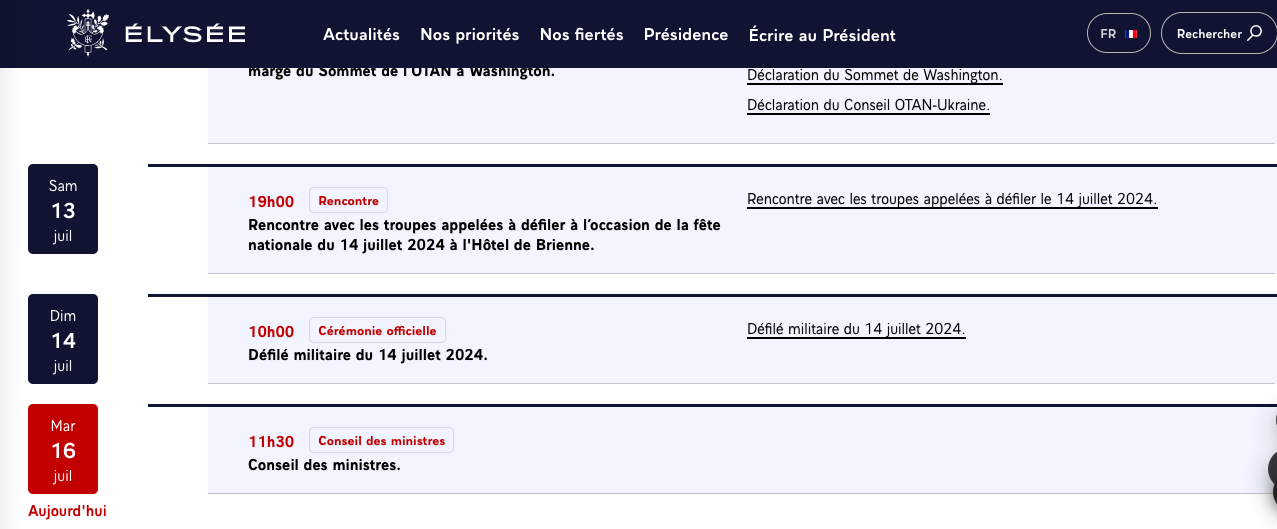 ÉLYSÉE
Actualités
Nos priorités
Nos fiertés
Présidence
Écrire au Président
FR
Rechercher
marge du Sommet de l'OTAN à Washington.
Déclaration du Sommet de Washington.
Déclaration du Conseil OTAN-Ukraine.
Sam
13
juil
19h00 Rencontre
Rencontre avec les troupes appelées à défiler à l'occasion de la fête
nationale du 14 juillet 2024 à l'Hôtel de Brienne.
Rencontre avec les troupes appelées à défiler le 14 juillet 2024.
Dim
14
juil
10h00 Cérémonie officielle
Défilé militaire du 14 juillet 2024.
Défilé militaire du 14 juillet 2024.
Mar
16
juil
Aujourd'hui
11h30 Conseil des ministres
Conseil des ministres.